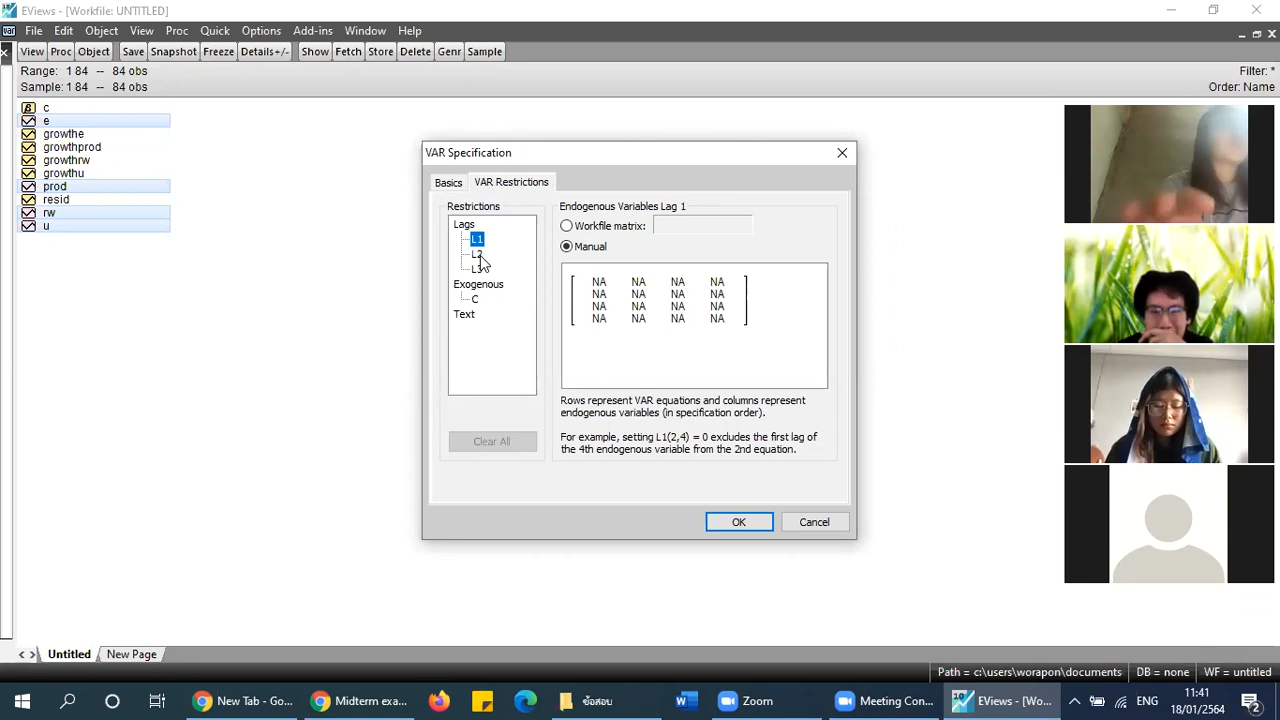 EViews - [Workfile: UNTITLED]
File Edit Object View Proc Quick Options Add-ins Window Help
View Proc Object Save Snapshot Freeze Details+/- Show Fetch Store Delete Genr Sample
Range: 1 84 -- 84 obs Filter: *
Sample: 1 84 -- 84 obs Order: Name
c
e
growthe
growthprod
growthrw
growthu
prod
resid
rw
u
VAR Specification
Basics VAR Restrictions
Restrictions
Lags
L1
L2
Exogenous
C
Text
Clear All
Endogenous Variables Lag 1
Workfile matrix:
Manual
NA NA NA NA
NA NA NA NA
NA NA NA NA
NA NA NA NA
Rows represent VAR equations and columns represent
endogenous variables (in specification order).
For example, setting L1(2,4) = 0 excludes the first lag of
the 4th endogenous variable from the 2nd equation.
OK Cancel
Untitled New Page
Path = c:\users\worapon\documents DB = none WF = untitled
New Tab - Go... Midterm exa... ข้อสอบ Zoom Meeting Con... EViews - [Wo... ENG 11:41
18/01/2564 2